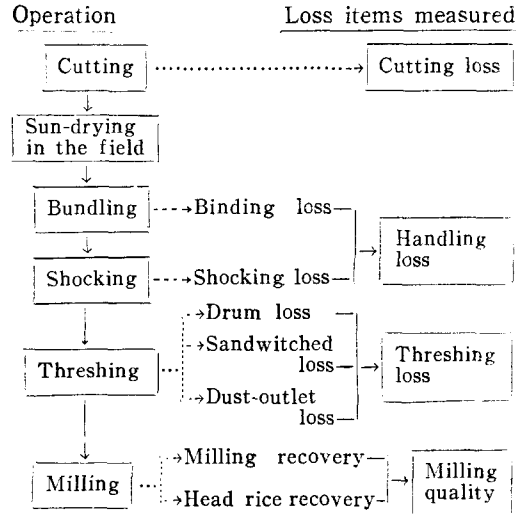 Operation Loss items measured
Cutting Cutting loss
Sun-drying
in the field
Bundling Binding loss
Handling
loss
Shocking Shocking loss
Drum loss
Sandwitched
loss
Threshing
Threshing
loss
Dust-outlet
loss
Milling recovery
Milling
Head rice recovery
Milling
quality